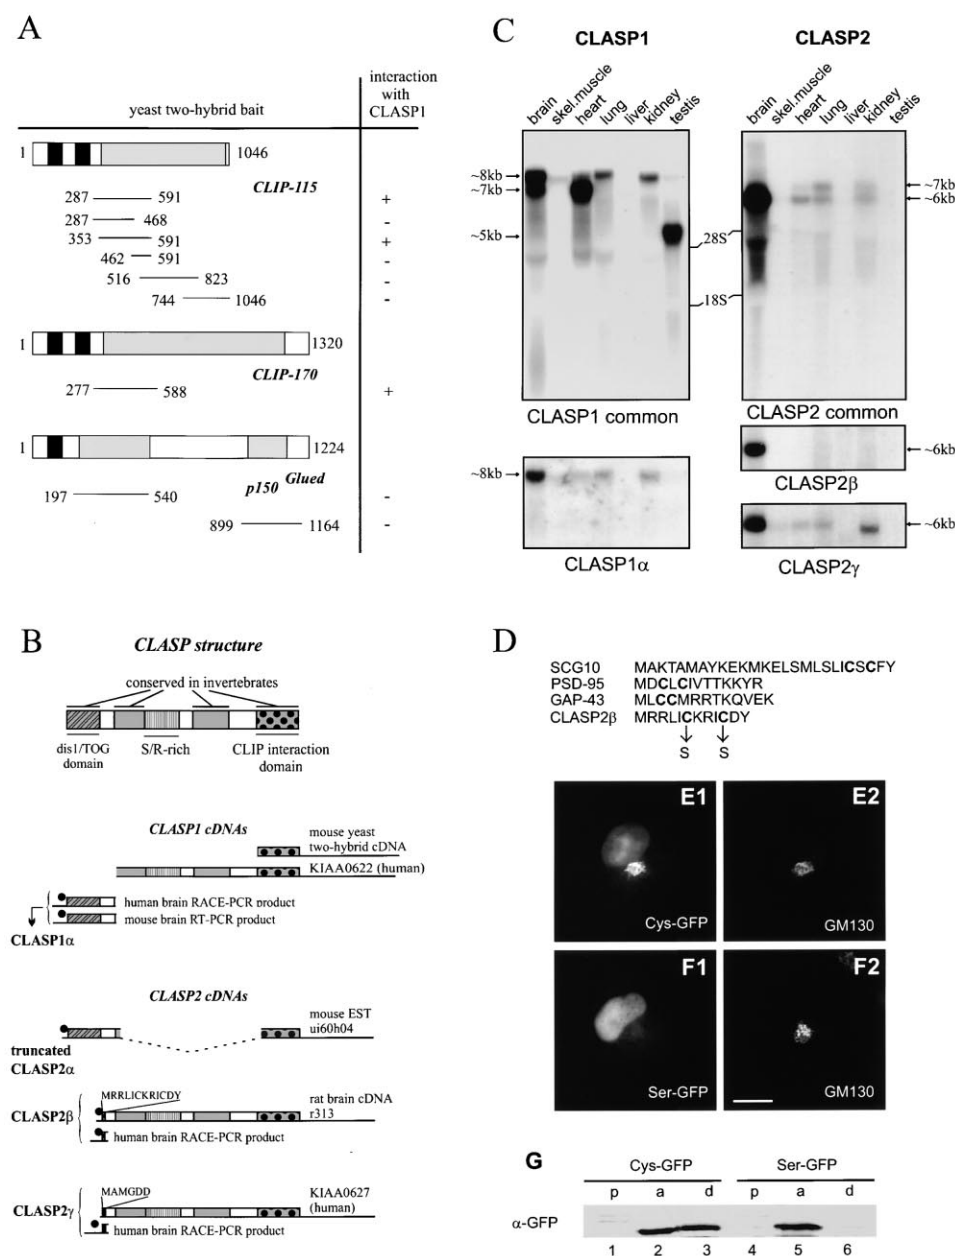 A
yeast two-hybrid bait
interaction
with
CLASP1
1 1046
CLIP-115
287 591 +
287 468 -
353 591 +
462 591 -
516 823 -
744 1046 -
1 1320
CLIP-170
277 588 +
1 1224
p150 Glued
197 540 -
899 1164 -
B
CLASP structure
conserved in invertebrates
dis1/TOG
domain
S/R-rich
CLIP interaction
domain
CLASP1 cDNAs
mouse yeast
two-hybrid cDNA
KIAA0622 (human)
human brain RACE-PCR product
mouse brain RT-PCR product
CLASP1α
CLASP2 cDNAs
mouse EST
ui60h04
truncated
CLASP2α
MRRLICKRICDY
CLASP2β
rat brain cDNA
r313
human brain RACE-PCR product
MAMGDD
CLASP2γ
KIAA0627
(human)
human brain RACE-PCR product
C
CLASP1
brain
skel.muscle
heart
lung
liver
kidney
testis
~8kb
~7kb
~5kb
28S
18S
CLASP1 common
~8kb
CLASP1α
CLASP2
brain
skel.muscle
heart
lung
liver
kidney
testis
~7kb
~6kb
CLASP2 common
~6kb
CLASP2β
~6kb
CLASP2γ
D
SCG10 MAKTAMAYKEKMKELSMLSLICSCFY
PSD-95 MDCLCIVTTKKYR
GAP-43 MLCCMRRTKQVEK
CLASP2β MRRLICKRICDY
S S
E1
Cys-GFP
E2
GM130
F1
Ser-GFP
F2
GM130
G
Cys-GFP Ser-GFP
p a d p a d
α-GFP
1 2 3 4 5 6